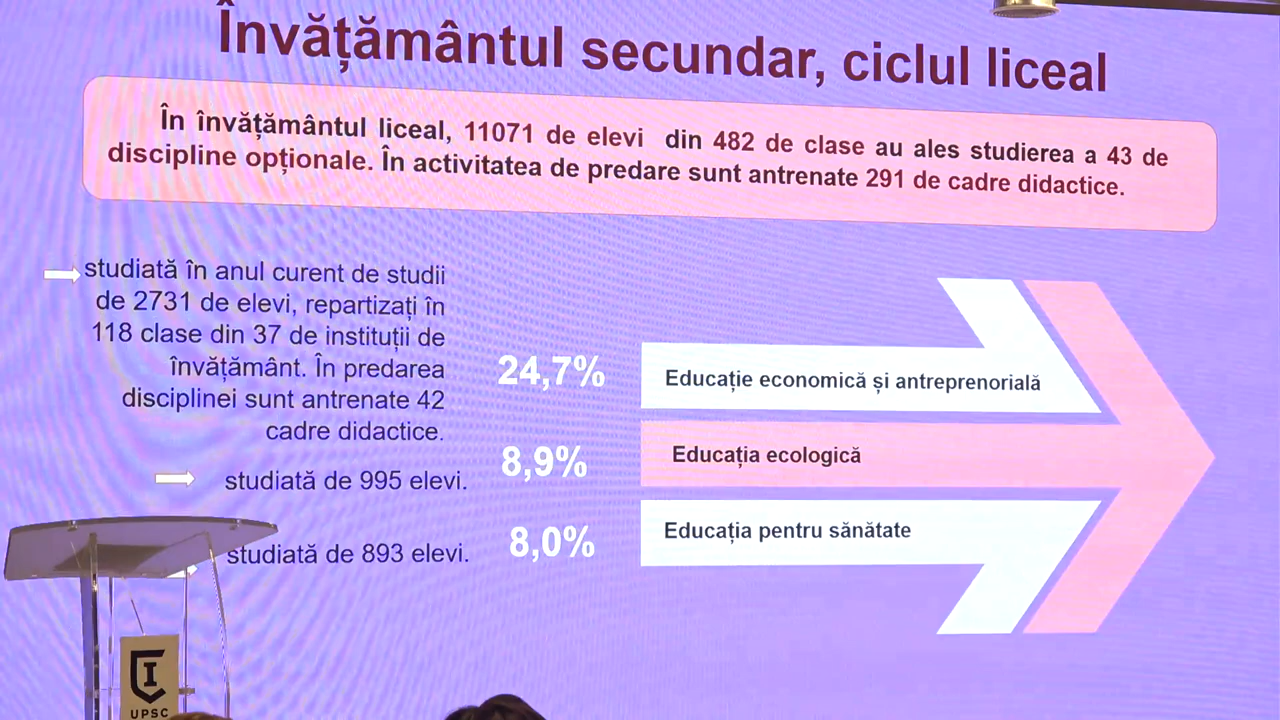 Învățământul secundar, ciclul liceal
În învățământul liceal, 11071 de elevi din 482 de clase au ales studierea a 43 de
discipline opționale. În activitatea de predare sunt antrenate 291 de cadre didactice.
studiată în anul curent de studii
de 2731 de elevi, repartizați în
118 clase din 37 de instituții de
învățământ. În predarea
disciplinei sunt antrenate 42
cadre didactice.
24,7%
Educație economică și antreprenorială
studiată de 995 elevi.
8,9%
Educația ecologică
studiată de 893 elevi.
8,0%
Educația pentru sănătate
UPSC